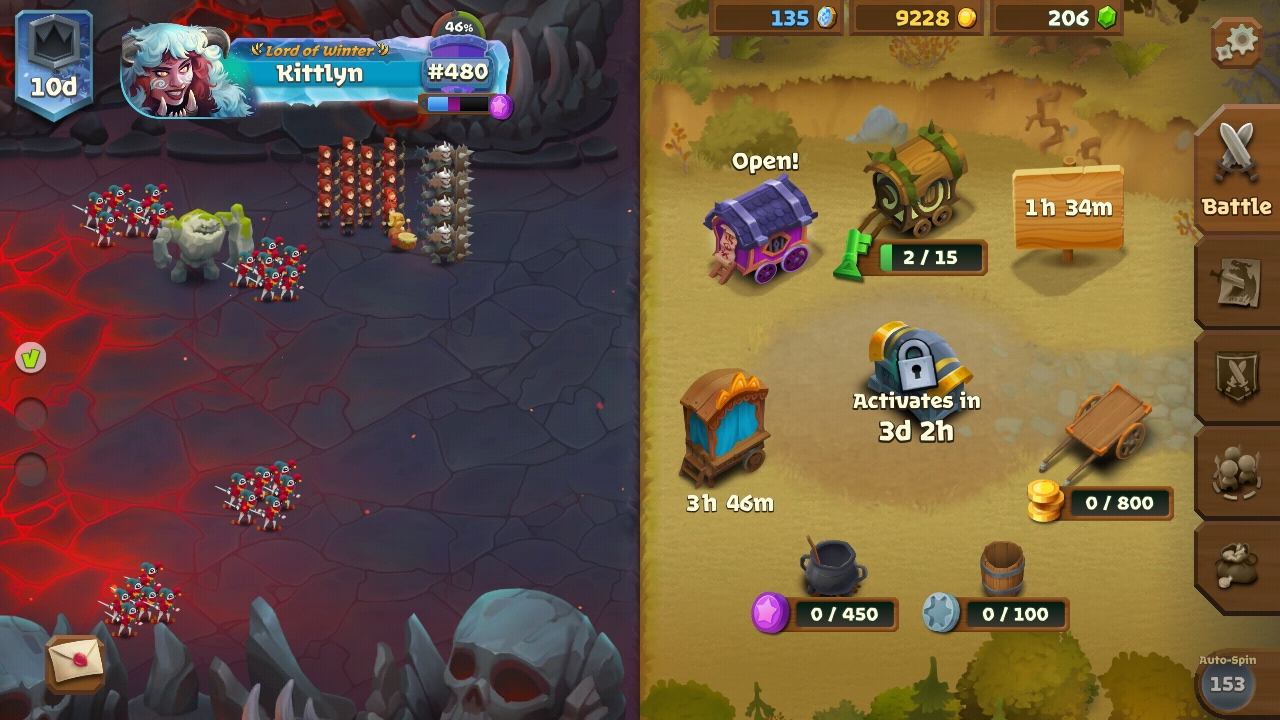 10d
46%
Lord of Winter
Kittlyn
#480
135
9228
206
Open!
2 / 15
1h 34m
Battle
Activates in
3d 2h
3h 46m
0 / 800
0 / 450
0 / 100
Auto-Spin
153